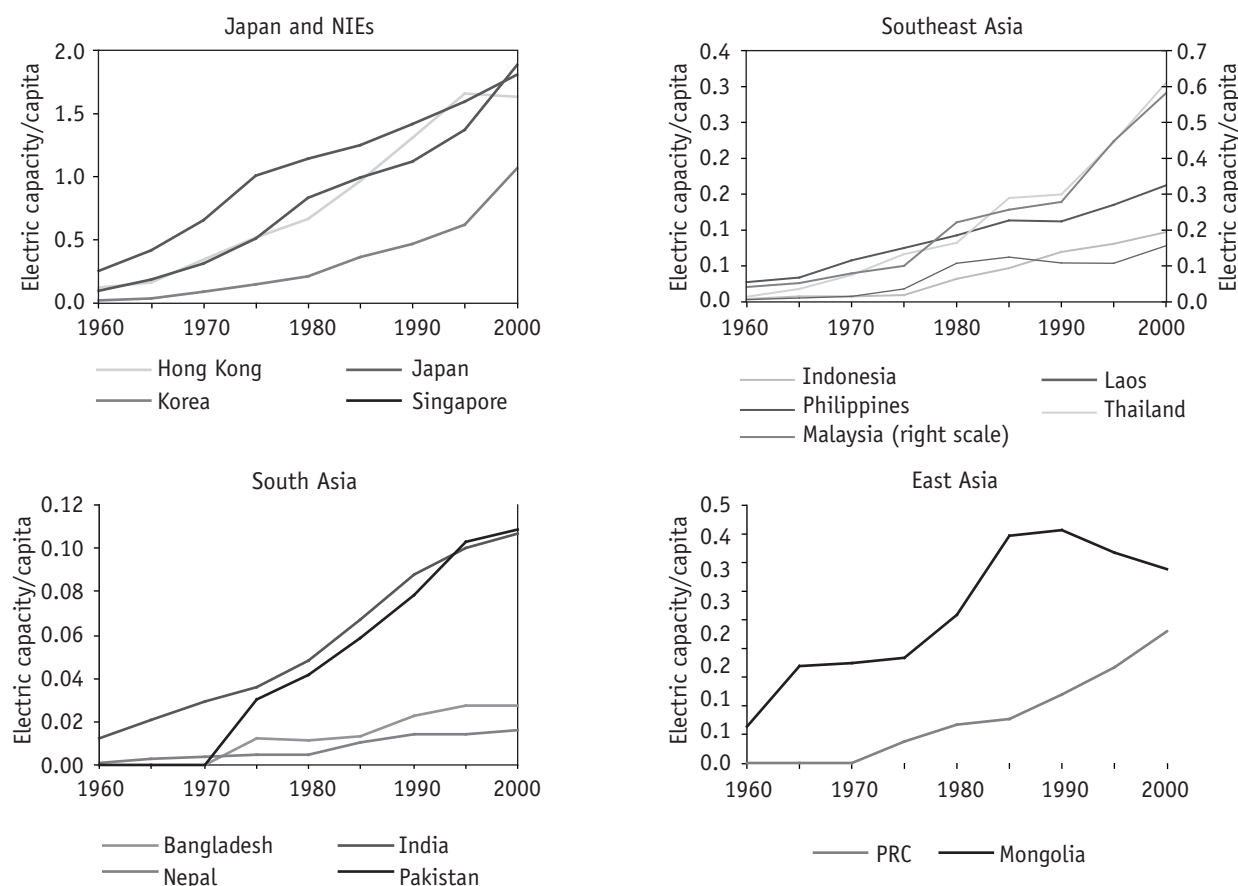 Japan and NIEs
Electric capacity/capita
2.0
1.5
1.0
0.5
0.0
1960 1970 1980 1990 2000
Hong Kong Japan
Korea Singapore
Southeast Asia
Electric capacity/capita
0.4
0.3
0.3
0.2
0.2
0.1
0.1
0.0
0.7
0.6
0.5
0.4
0.3
0.2
0.1
0.0
Electric capacity/capita
1960 1970 1980 1990 2000
Indonesia Laos
Philippines Thailand
Malaysia (right scale)
South Asia
Electric capacity/capita
0.12
0.10
0.08
0.06
0.04
0.02
0.00
1960 1970 1980 1990 2000
Bangladesh India
Nepal Pakistan
East Asia
Electric capacity/capita
0.5
0.4
0.4
0.3
0.3
0.2
0.2
0.1
0.1
0.0
1960 1970 1980 1990 2000
PRC Mongolia